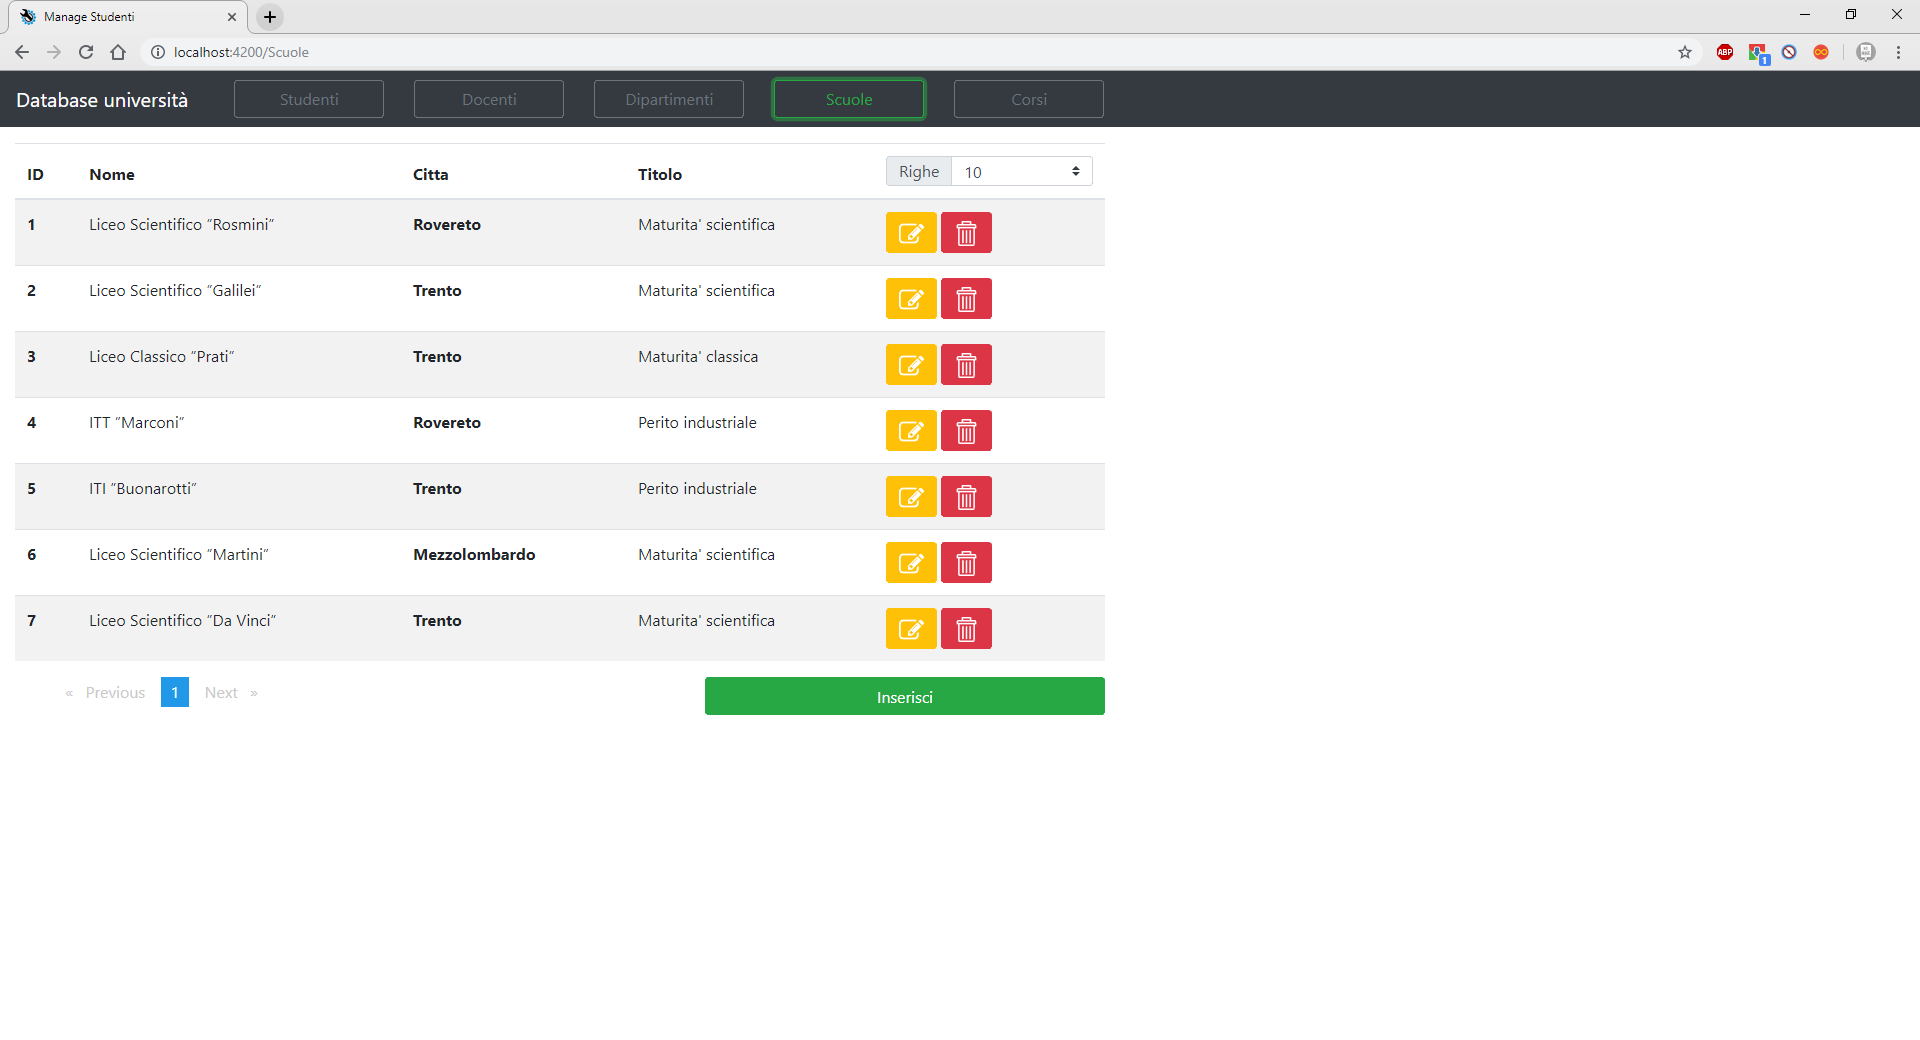 Manage Studenti
localhost:4200/Scuole
ABP
1
Database università Studenti Docenti Dipartimenti Scuole Corsi
ID Nome Citta Titolo Righe 10
1 Liceo Scientifico "Rosmini" Rovereto Maturita' scientifica
2 Liceo Scientifico "Galilei" Trento Maturita' scientifica
3 Liceo Classico "Prati" Trento Maturita' classica
4 ITT "Marconi" Rovereto Perito industriale
5 ITI "Buonarotti" Trento Perito industriale
6 Liceo Scientifico "Martini" Mezzolombardo Maturita' scientifica
7 Liceo Scientifico "Da Vinci" Trento Maturita' scientifica
« Previous 1 Next » Inserisci